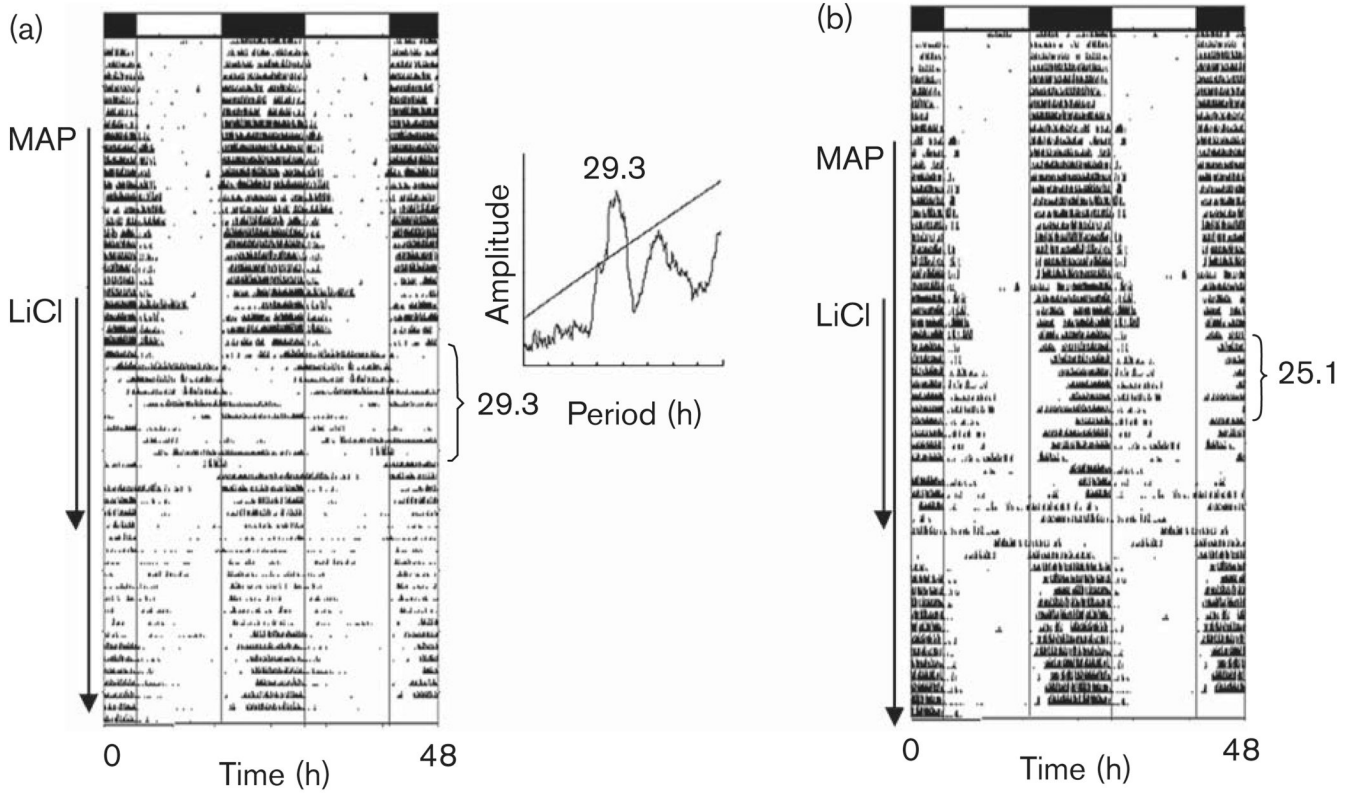 (a)
MAP
LiCl
29.3
0
48
Time (h)
29.3
Amplitude
Period (h)
(b)
MAP
LiCl
25.1
0
48
Time (h)